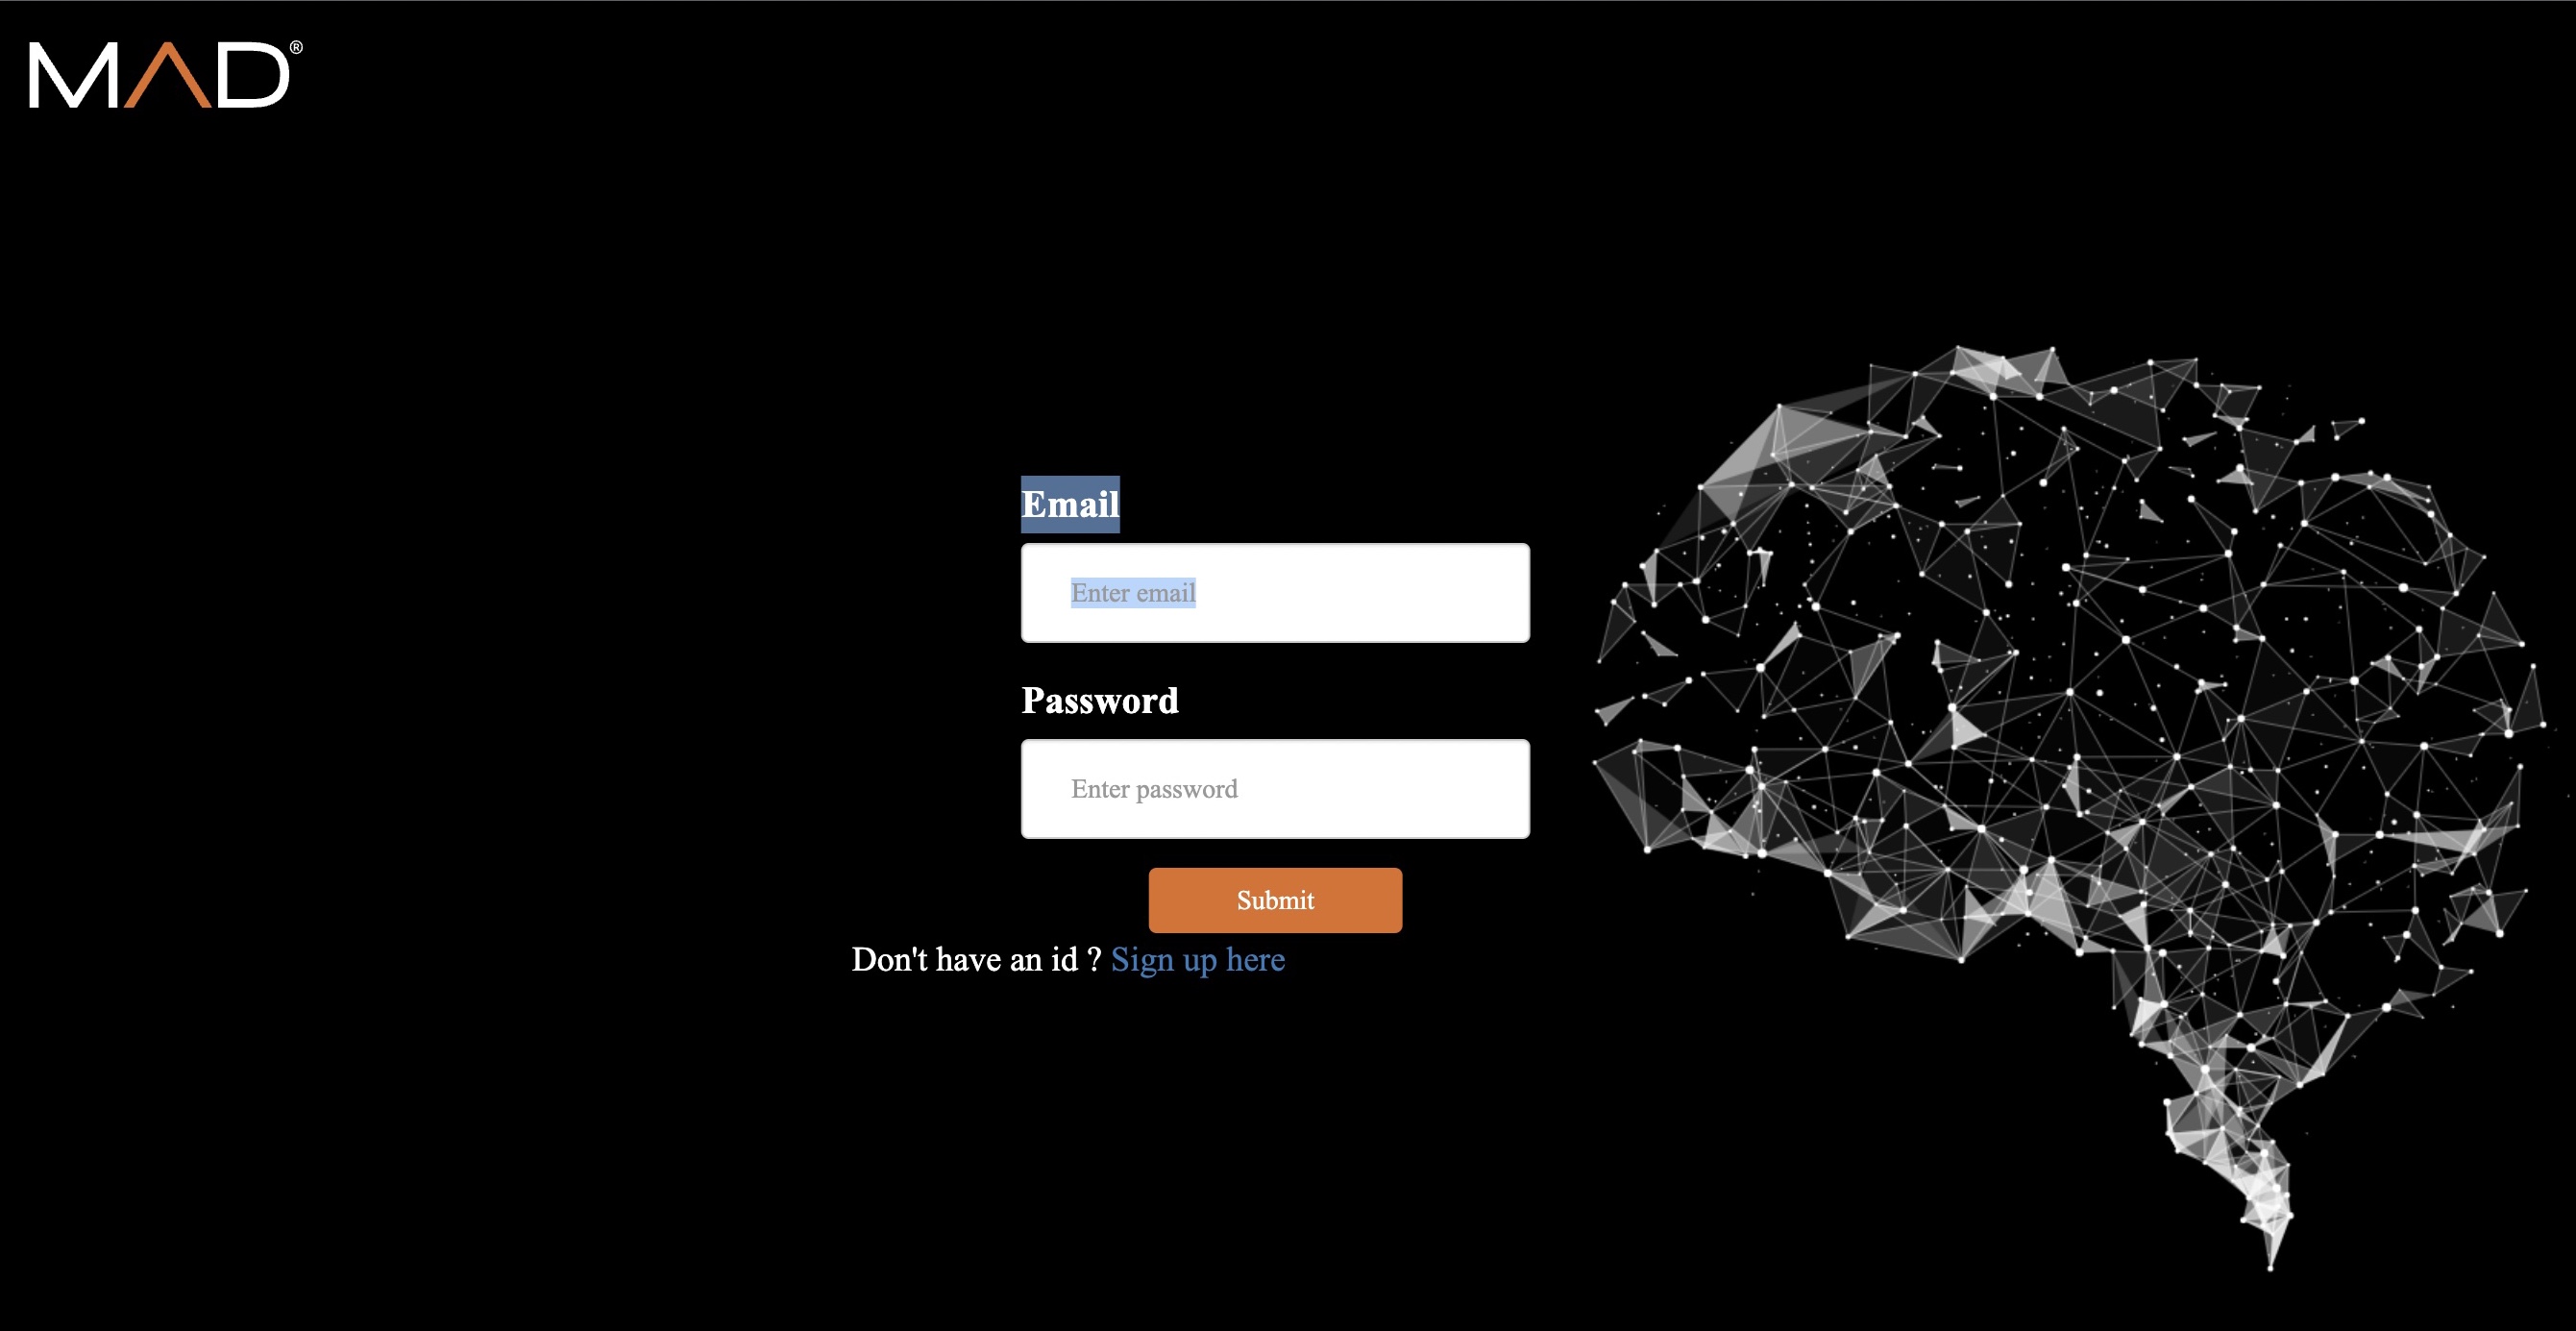 MAD®
Email
Enter email
Password
Enter password
Submit
Don't have an id ? Sign up here